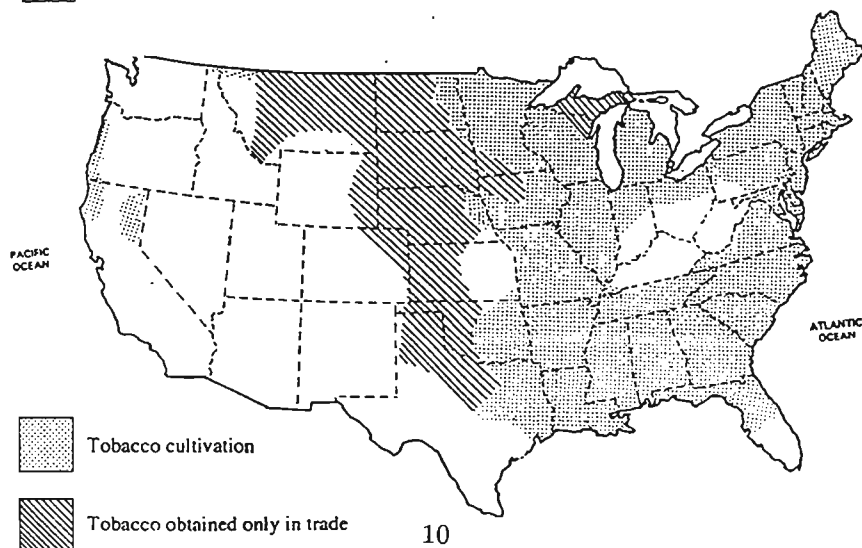 PACIFIC
OCEAN
ATLANTIC
OCEAN
Tobacco cultivation
Tobacco obtained only in trade
10